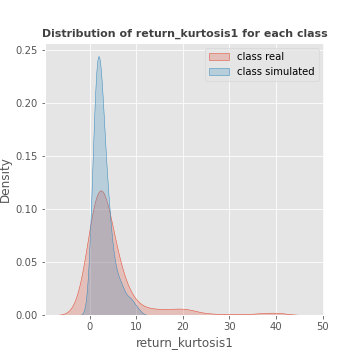 Distribution of return_kurtosis1 for each class
class real
class simulated
Density
0.25
0.20
0.15
0.10
0.05
0.00
0 10 20 30 40 50
return_kurtosis1